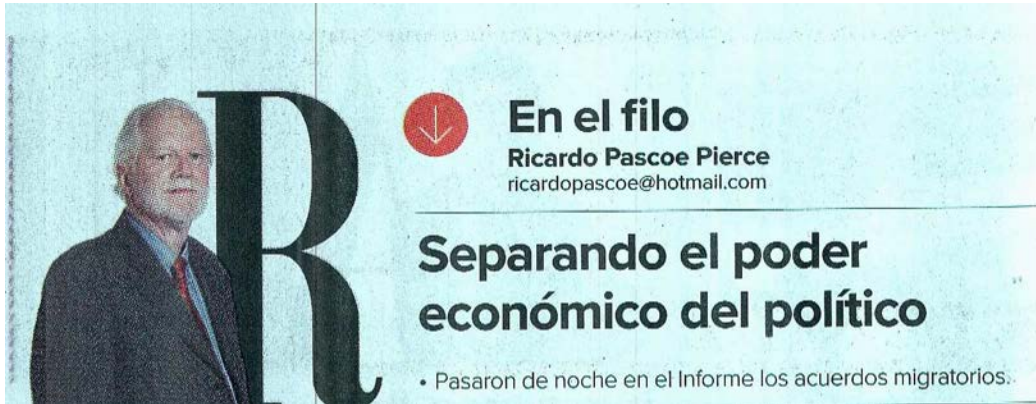 R
En el filo
Ricardo Pascoe Pierce
ricardopascoe@hotmail.com
Separando el poder
económico del político
• Pasaron de noche en el Informe los acuerdos migratorios.